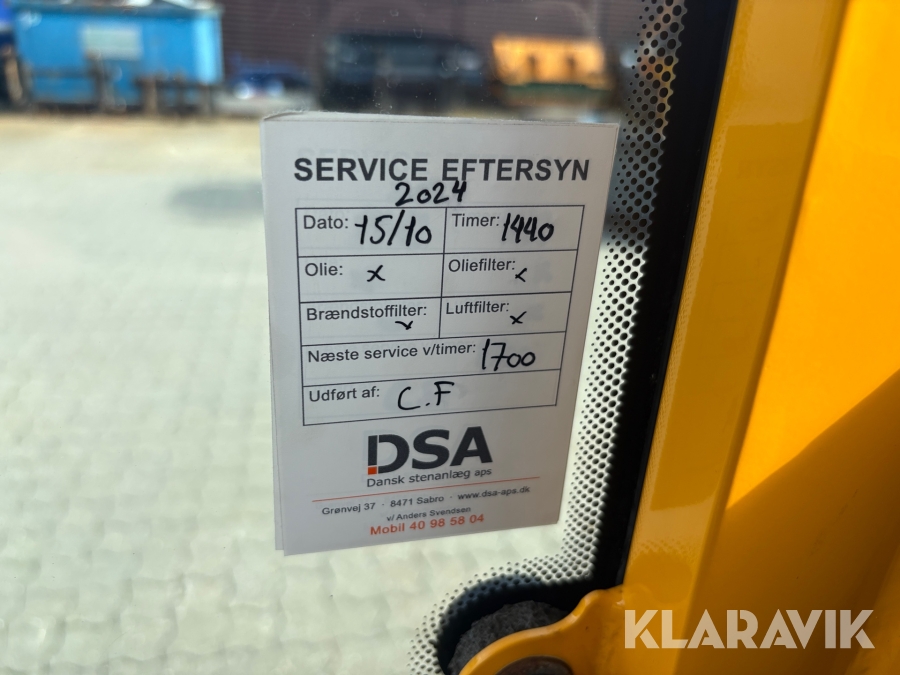 SERVICE EFTERSYN
2024
Dato: 15/10 Timer: 1440
Olie: x Oliefilter: x
Brændstoffilter: x Luftfilter: x
Næste service v/timer: 1700
Udført af: C.F
DSA
Dansk stenanlæg aps
Grønvej 37 · 8471 Sabro · www.dsa-aps.dk
v/ Anders Svendsen
Mobil 40 98 58 04
KLARAVIK